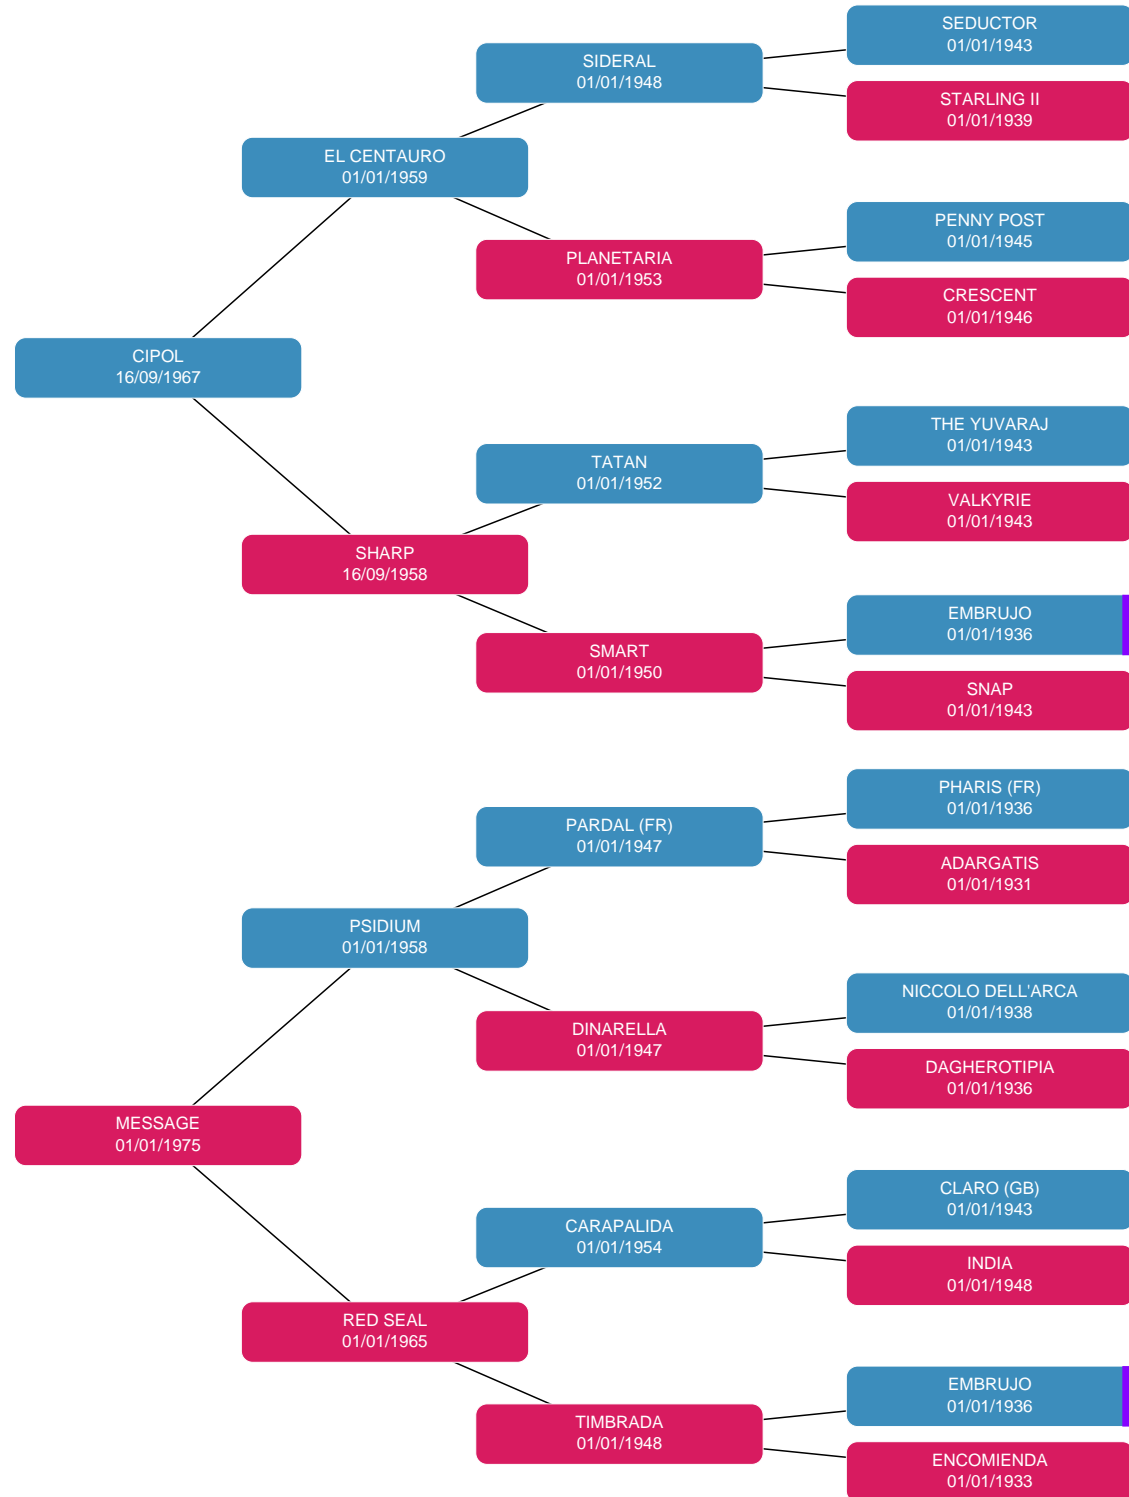 SEDUCTOR
01/01/1943
SIDERAL
01/01/1948
STARLING II
01/01/1939
EL CENTAURO
01/01/1959
PENNY POST
01/01/1945
PLANETARIA
01/01/1953
CRESCENT
01/01/1946
CIPOL
16/09/1967
THE YUVARAJ
01/01/1943
TATAN
01/01/1952
VALKYRIE
01/01/1943
SHARP
16/09/1958
EMBRUJO
01/01/1936
SMART
01/01/1950
SNAP
01/01/1943
PHARIS (FR)
01/01/1936
PARDAL (FR)
01/01/1947
ADARGATIS
01/01/1931
PSIDIUM
01/01/1958
NICCOLO DELL'ARCA
01/01/1938
DINARELLA
01/01/1947
DAGHEROTIPIA
01/01/1936
MESSAGE
01/01/1975
CLARO (GB)
01/01/1943
CARAPALIDA
01/01/1954
INDIA
01/01/1948
RED SEAL
01/01/1965
EMBRUJO
01/01/1936
TIMBRADA
01/01/1948
ENCOMIENDA
01/01/1933